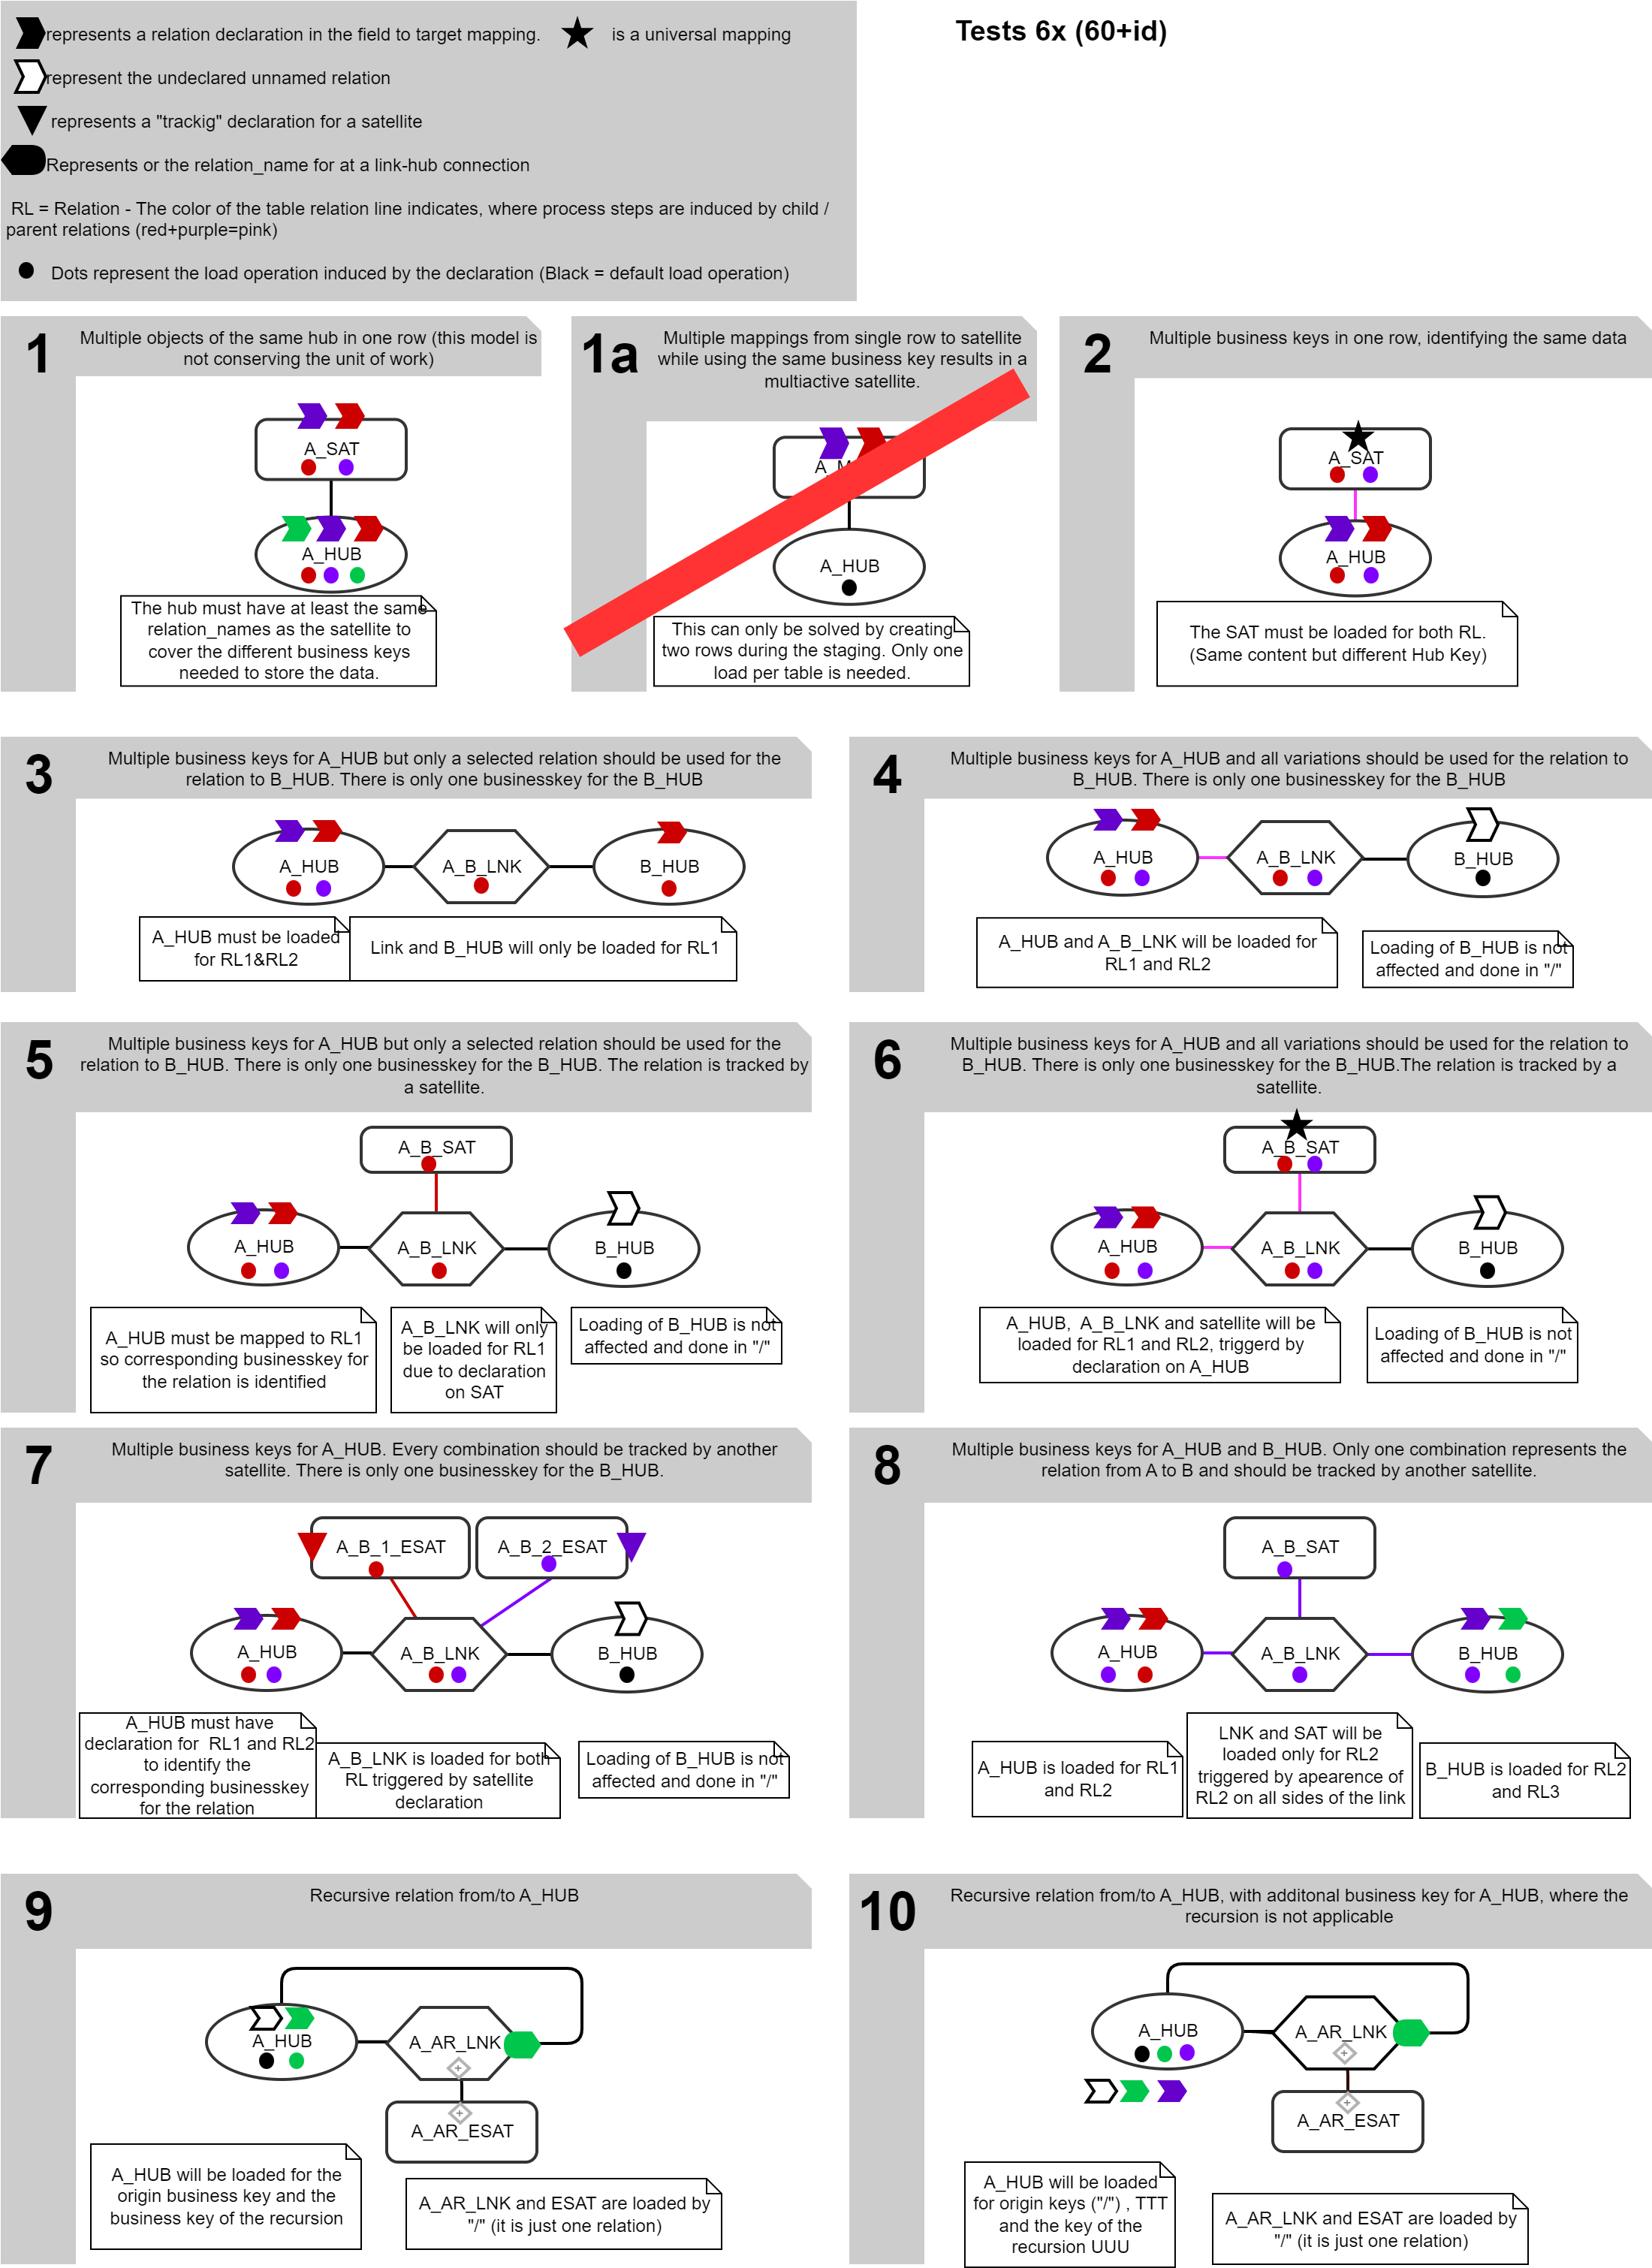 represents a relation declaration in the field to target mapping.
is a universal mapping
Tests 6x (60+id)
represent the undeclared unnamed relation
represents a "trackig" declaration for a satellite
Represents or the relation_name for at a link-hub connection
RL = Relation - The color of the table relation line indicates, where process steps are induced by child /
parent relations (red+purple=pink)
Dots represent the load operation induced by the declaration (Black = default load operation)
1
Multiple objects of the same hub in one row (this model is
not conserving the unit of work)
A_SAT
A_HUB
The hub must have at least the same
relation_names as the satellite to
cover the different business keys
needed to store the data.
1a
Multiple mappings from single row to satellite
while using the same business key results in a
multiactive satellite.
A_HUB
This can only be solved by creating
two rows during the staging. Only one
load per table is needed.
2
Multiple business keys in one row, identifying the same data
A_SAT
A_HUB
The SAT must be loaded for both RL.
(Same content but different Hub Key)
3
Multiple business keys for A_HUB but only a selected relation should be used for the
relation to B_HUB. There is only one businesskey for the B_HUB
A_HUB
A_B_LNK
B_HUB
A_HUB must be loaded
for RL1&RL2
Link and B_HUB will only be loaded for RL1
4
Multiple business keys for A_HUB and all variations should be used for the relation to
B_HUB. There is only one businesskey for the B_HUB
A_HUB
A_B_LNK
B_HUB
A_HUB and A_B_LNK will be loaded for
RL1 and RL2
Loading of B_HUB is not
affected and done in "/"
5
Multiple business keys for A_HUB but only a selected relation should be used for the
relation to B_HUB. There is only one businesskey for the B_HUB. The relation is tracked by
a satellite.
A_B_SAT
A_HUB
A_B_LNK
B_HUB
A_HUB must be mapped to RL1
so corresponding businesskey for
the relation is identified
A_B_LNK will only
be loaded for RL1
due to declaration
on SAT
Loading of B_HUB is not
affected and done in "/"
6
Multiple business keys for A_HUB and all variations should be used for the relation to
B_HUB. There is only one businesskey for the B_HUB.The relation is tracked by a
satellite.
A_B_SAT
A_HUB
A_B_LNK
B_HUB
A_HUB, A_B_LNK and satellite will be
loaded for RL1 and RL2, triggerd by
declaration on A_HUB
Loading of B_HUB is not
affected and done in "/"
7
Multiple business keys for A_HUB. Every combination should be tracked by another
satellite. There is only one businesskey for the B_HUB.
A_B_1_ESAT
A_B_2_ESAT
A_HUB
A_B_LNK
B_HUB
A_HUB must have
declaration for RL1 and RL2
to identify the
corresponding businesskey
for the relation
A_B_LNK is loaded for both
RL triggered by satellite
declaration
Loading of B_HUB is not
affected and done in "/"
8
Multiple business keys for A_HUB and B_HUB. Only one combination represents the
relation from A to B and should be tracked by another satellite.
A_B_SAT
A_HUB
A_B_LNK
B_HUB
A_HUB is loaded for RL1
and RL2
LNK and SAT will be
loaded only for RL2
triggered by apearence of
RL2 on all sides of the link
B_HUB is loaded for RL2
and RL3
9
Recursive relation from/to A_HUB
A_HUB
A_AR_LNK
A_AR_ESAT
A_HUB will be loaded for the
origin business key and the
business key of the recursion
A_AR_LNK and ESAT are loaded by
"/" (it is just one relation)
10
Recursive relation from/to A_HUB, with additonal business key for A_HUB, where the
recursion is not applicable
A_HUB
A_AR_LNK
A_AR_ESAT
A_HUB will be loaded
for origin keys ("/") , TTT
and the key of the
recursion UUU
A_AR_LNK and ESAT are loaded by
"/" (it is just one relation)